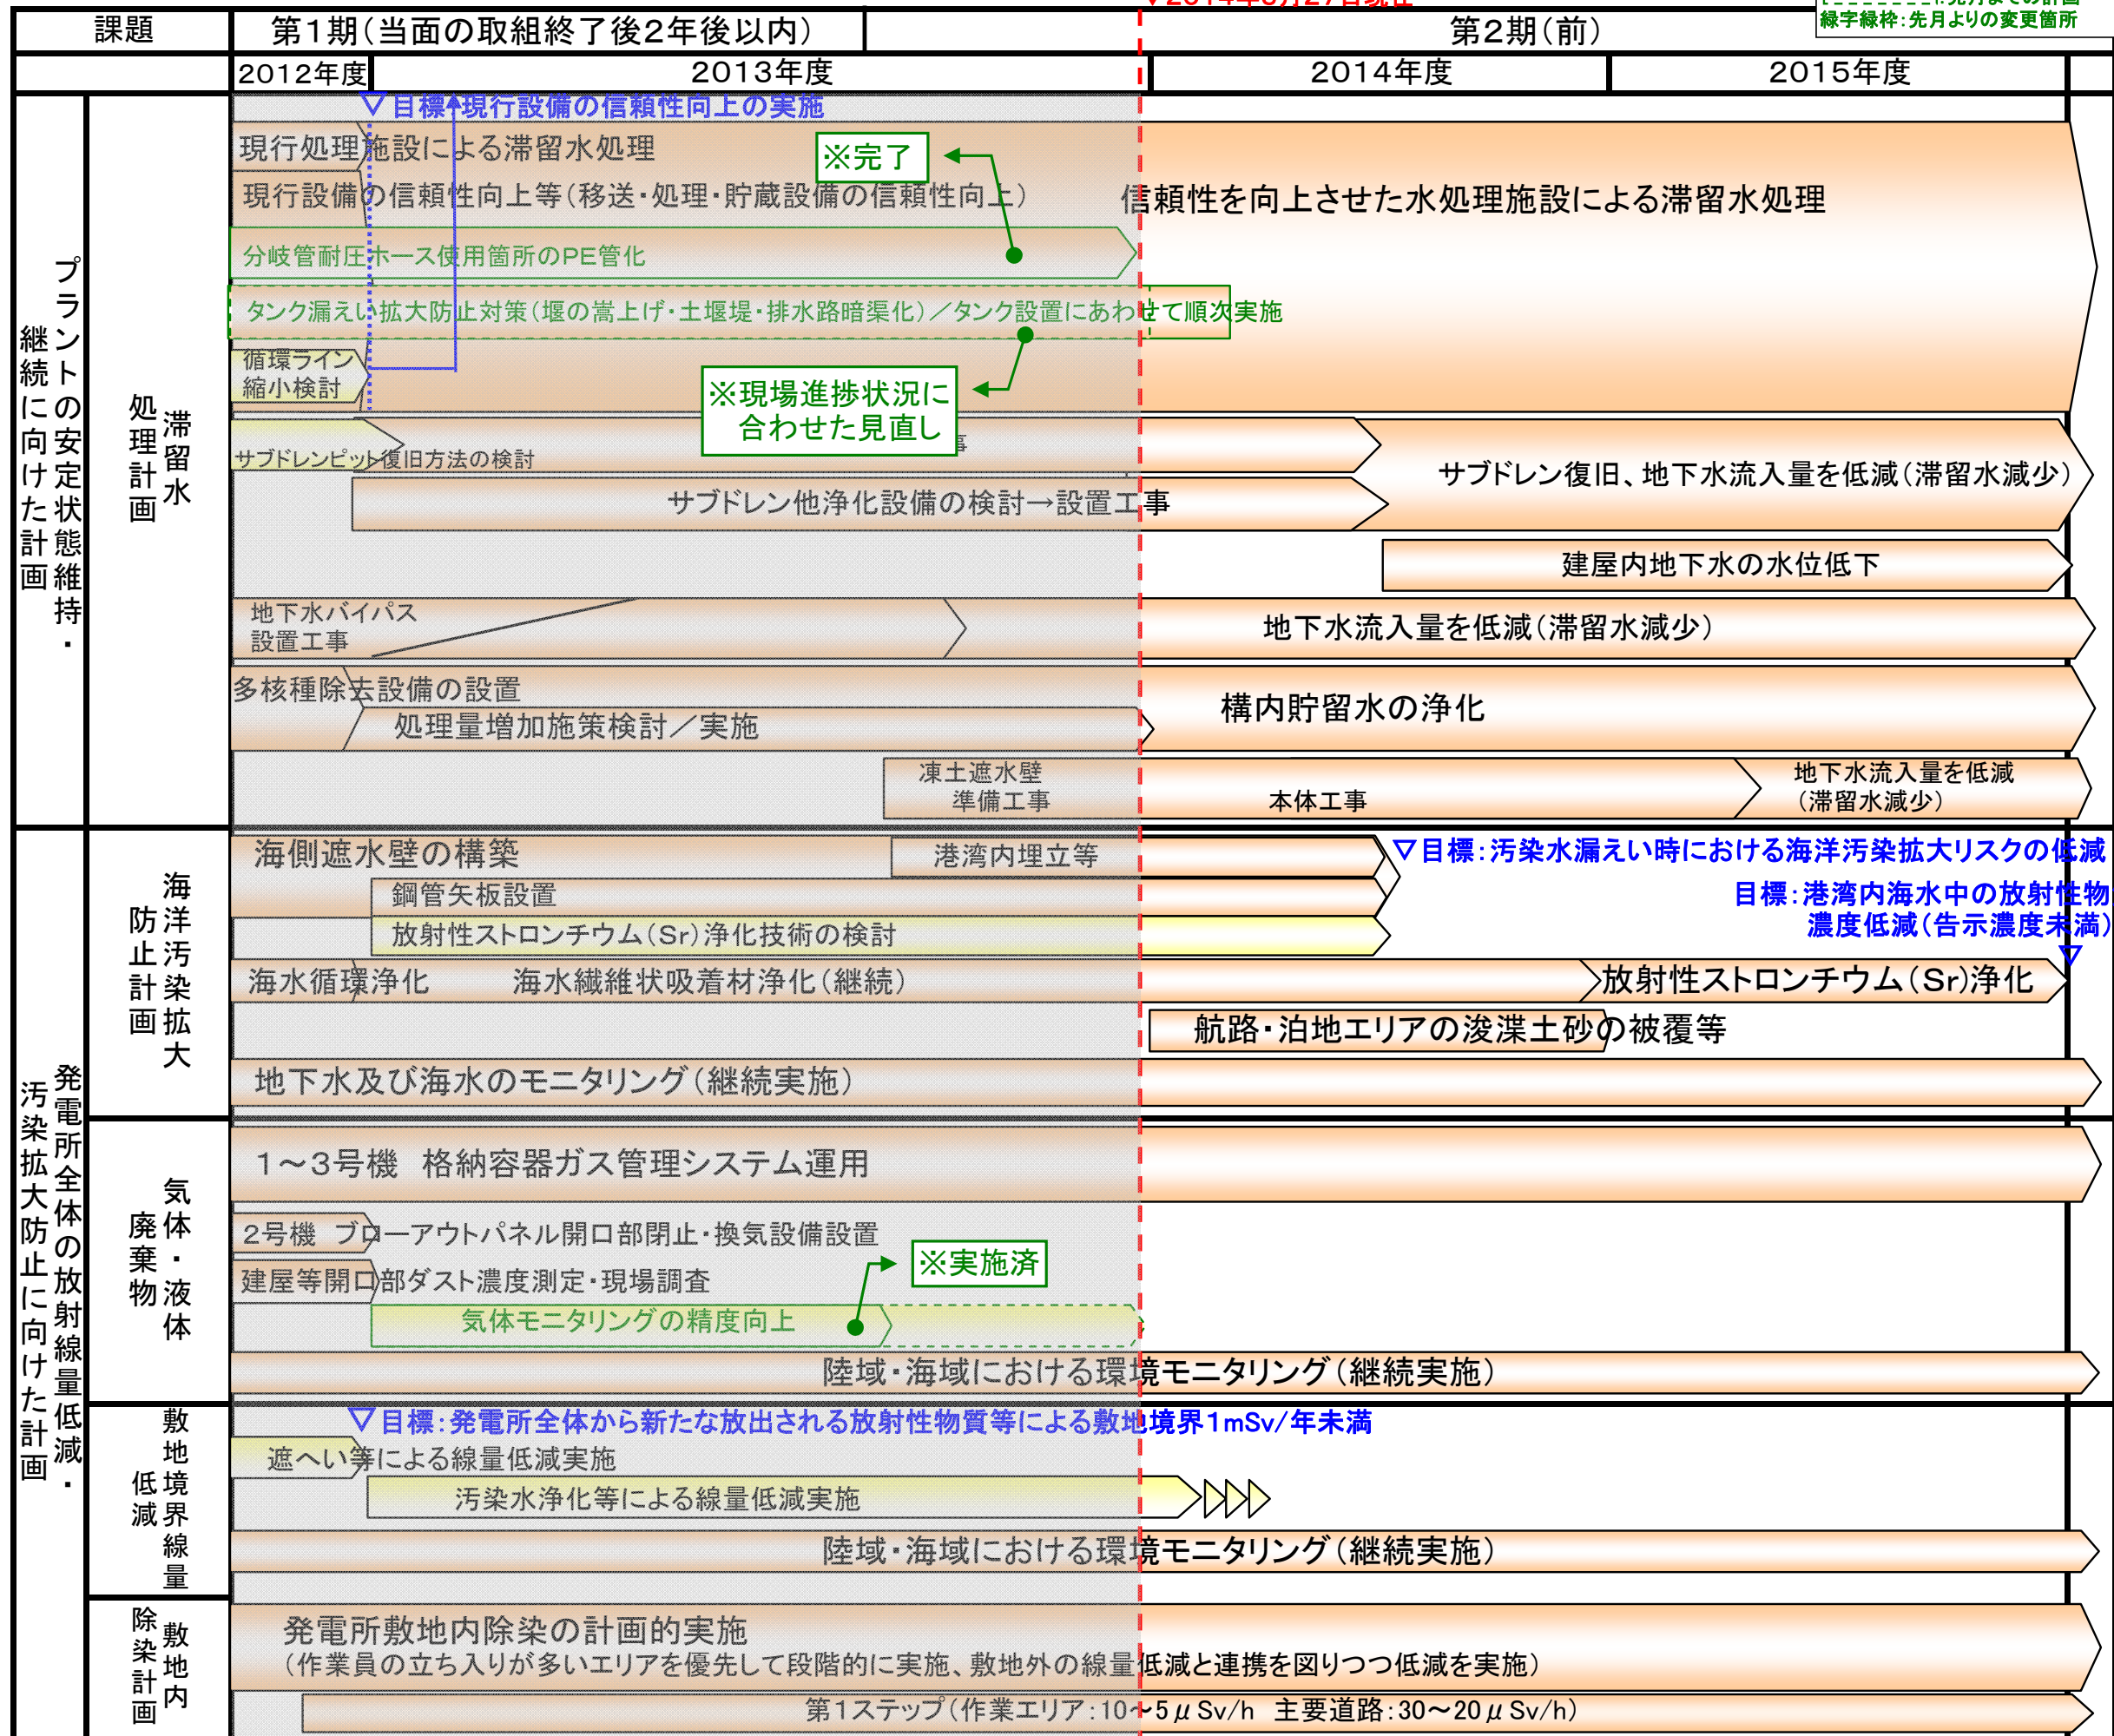 課題
第1期(当面の取組終了後2年後以内)
第2期(前)
緑字緑枠:先月よりの変更箇所
2012年度
2013年度
2014年度
2015年度
プラントの安定状態維持・
継続に向けた計画
滞留水
処理計画
▽目標:現行設備の信頼性向上の実施
現行処理施設による滞留水処理
※完了
現行設備の信頼性向上等(移送・処理・貯蔵設備の信頼性向上)
信頼性を向上させた水処理施設による滞留水処理
分岐管耐圧ホース使用箇所のPE管化
タンク漏えい拡大防止対策(堰の嵩上げ・土堰堤・排水路暗渠化)/タンク設置にあわせて順次実施
循環ライン
縮小検討
※現場進捗状況に
合わせた見直し
サブドレンピット復旧方法の検討
サブドレン復旧、地下水流入量を低減(滞留水減少)
サブドレン他浄化設備の検討→設置工事
建屋内地下水の水位低下
地下水バイパス
設置工事
地下水流入量を低減(滞留水減少)
多核種除去設備の設置
構内貯留水の浄化
処理量増加施策検討/実施
凍土遮水壁
準備工事
本体工事
地下水流入量を低減
(滞留水減少)
発電所全体の放射線量低減・
汚染拡大防止に向けた計画
海洋汚染拡大
防止計画
海側遮水壁の構築
港湾内埋立等
▽目標:汚染水漏えい時における海洋汚染拡大リスクの低減
鋼管矢板設置
目標:港湾内海水中の放射性物
濃度低減(告示濃度未満)
▽
放射性ストロンチウム(Sr)浄化技術の検討
海水循環浄化
海水繊維状吸着材浄化(継続)
放射性ストロンチウム(Sr)浄化
航路・泊地エリアの浚渫土砂の被覆等
地下水及び海水のモニタリング(継続実施)
気体・液体
廃棄物
1~3号機 格納容器ガス管理システム運用
2号機 ブローアウトパネル開口部閉止・換気設備設置
※実施済
建屋等開口部ダスト濃度測定・現場調査
気体モニタリングの精度向上
陸域・海域における環境モニタリング(継続実施)
敷地境界線量
低減
▽目標:発電所全体から新たな放出される放射性物質等による敷地境界1mSv/年未満
遮へい等による線量低減実施
汚染水浄化等による線量低減実施
陸域・海域における環境モニタリング(継続実施)
敷地内
除染計画
発電所敷地内除染の計画的実施
(作業員の立ち入りが多いエリアを優先して段階的に実施、敷地外の線量低減と連携を図りつつ低減を実施)
第1ステップ(作業エリア:10~5μSv/h 主要道路:30~20μSv/h)